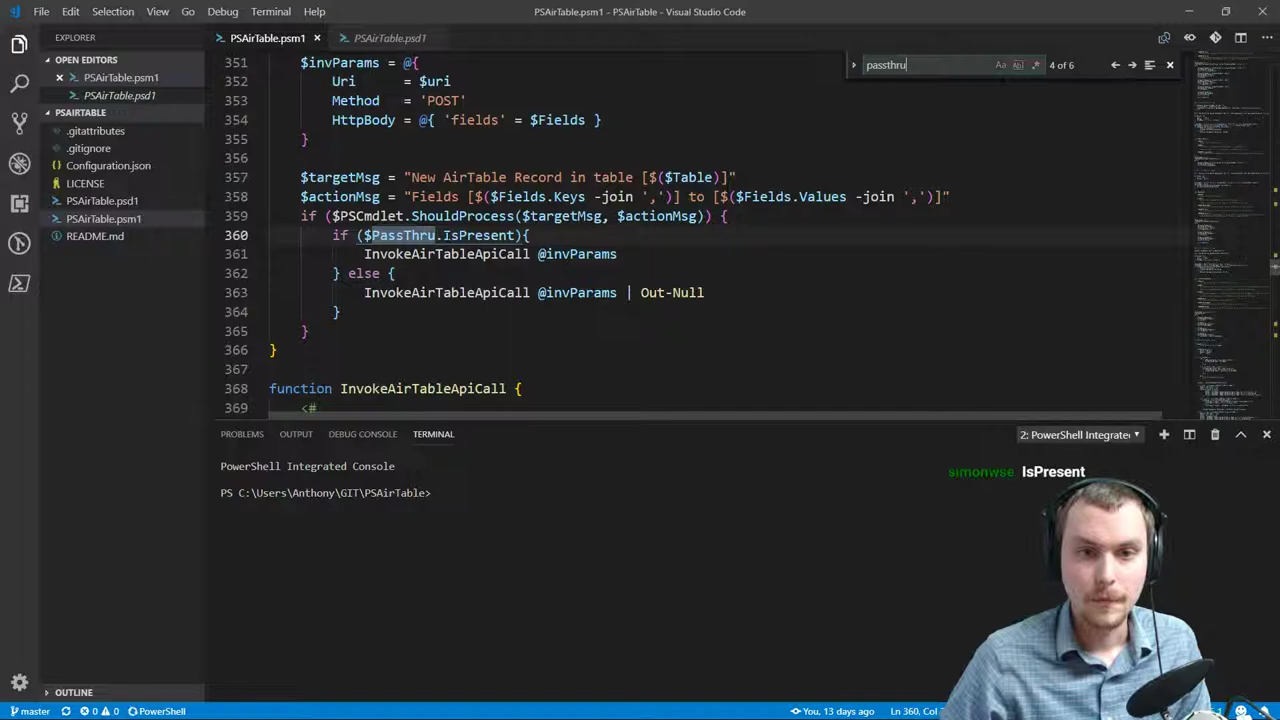 File Edit Selection View Go Debug Terminal Help
PSAirTable.psm1 - PSAirTable - Visual Studio Code
EXPLORER
PSAirTable.psm1
PSAirTable.psd1
OPEN EDITORS
PSAirTable.psm1
PSAirTable.psd1
PSAIRTABLE
.gitattributes
.gitignore
Configuration.json
LICENSE
PSAirTable.psd1
PSAirTable.psm1
README.md
OUTLINE
passthru
4 of 6
351 $invParams = @{
352 Uri = $uri
353 Method = 'POST'
354 HttpBody = @{ 'fields' = $Fields }
355 }
356
357 $targetMsg = "New AirTable record in table [$($Table)]"
358 $actionMsg = "Fields [$($Fields.Keys -join ',')] to [$($Fields.Values -join ',')]
359 if ($PSCmdlet.ShouldProcess($targetMsg, $actionMsg)) {
360 if ($PassThru.IsPresent){
361 InvokeAirTableApiCall @invParams
362 } else {
363 InvokeAirTableApiCall @invParams | Out-Null
364 }
365 }
366 }
367
368 function InvokeAirTableApiCall {
369 <#
PROBLEMS OUTPUT DEBUG CONSOLE TERMINAL
2: PowerShell Integrated
PowerShell Integrated Console
PS C:\Users\Anthony\GIT\PSAirTable>
simonwse IsPresent
master 0 0 PowerShell
You, 13 days ago
Ln 360, Col